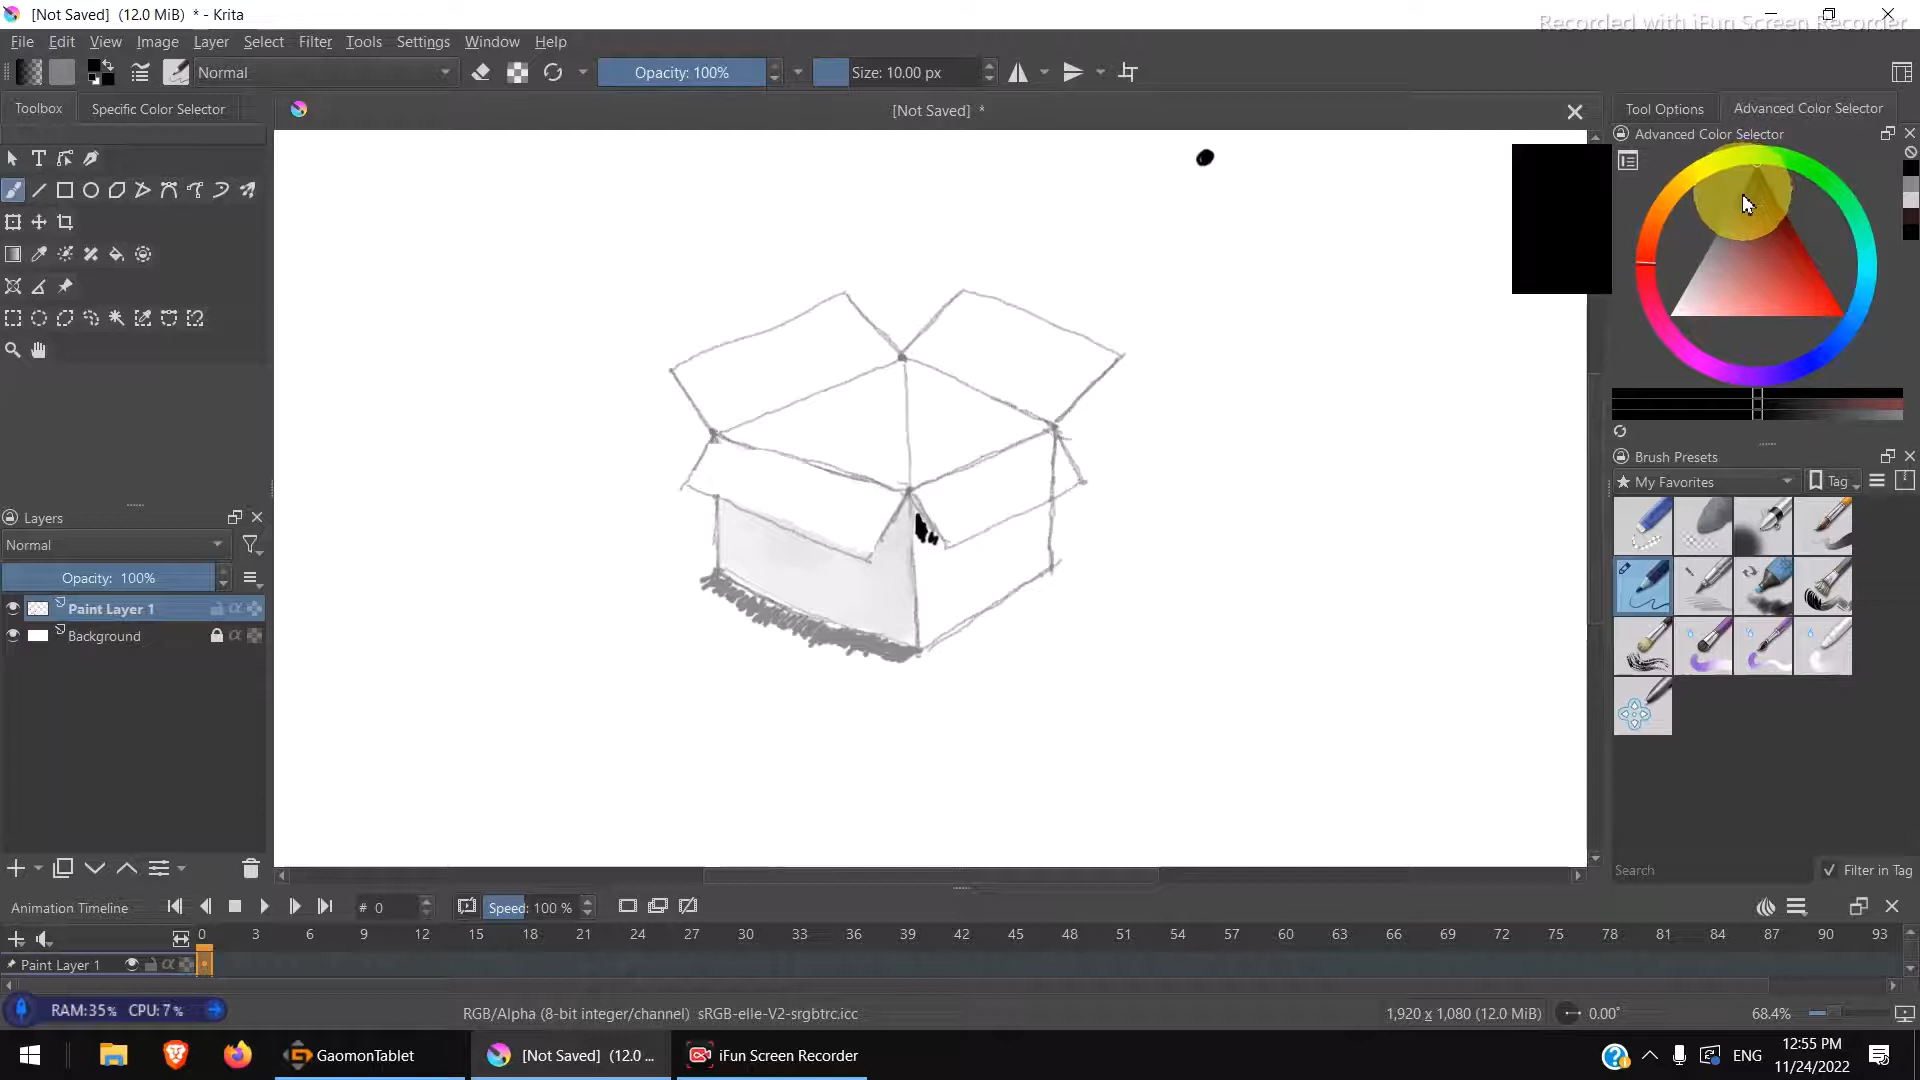 [Not Saved] (12.0 MiB) * - Krita
Recorded with iFun Screen Recorder
File Edit View Image Layer Select Filter Tools Settings Window Help
Normal Opacity: 100% Size: 10.00 px
Toolbox Specific Color Selector [Not Saved] * Tool Options Advanced Color Selector
Advanced Color Selector
Brush Presets
My Favorites Tag
Layers
Normal
Opacity: 100%
Paint Layer 1
Background
Search Filter in Tag
Animation Timeline # 0 Speed: 100 %
0 3 6 9 12 15 18 21 24 27 30 33 36 39 42 45 48 51 54 57 60 63 66 69 72 75 78 81 84 87 90 93
Paint Layer 1
RAM:35% CPU:7% RGB/Alpha (8-bit integer/channel) sRGB-elle-V2-srgbtrc.icc 1,920 x 1,080 (12.0 MiB) 0.00° 68.4%
GaomonTablet [Not Saved] (12.0 ... iFun Screen Recorder ENG 12:55 PM
11/24/2022